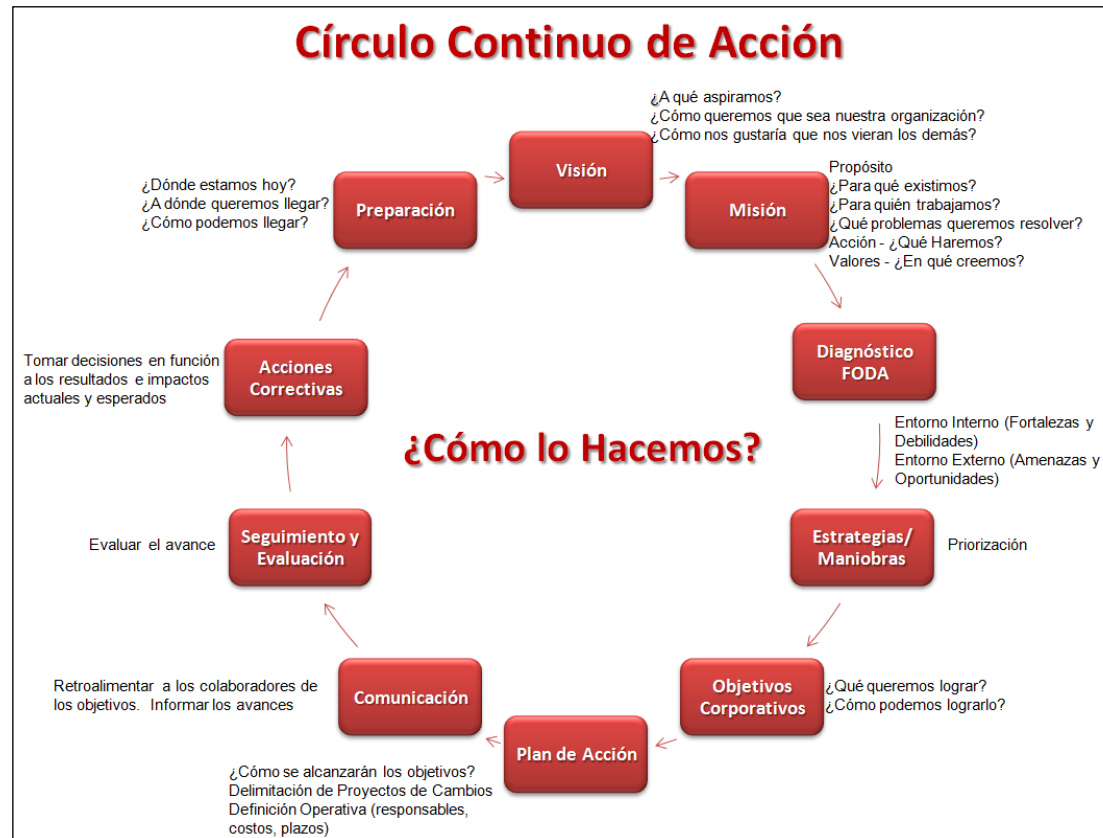 Círculo Continuo de Acción
¿A qué aspiramos?
¿Cómo queremos que sea nuestra organización?
¿Cómo nos gustaría que nos vieran los demás?
Visión
Propósito
¿Para qué existimos?
¿Para quién trabajamos?
¿Qué problemas queremos resolver?
Acción - ¿Qué Haremos?
Valores - ¿En qué creemos?
Misión
¿Dónde estamos hoy?
¿A dónde queremos llegar?
¿Cómo podemos llegar?
Preparación
Diagnóstico
FODA
Entorno Interno (Fortalezas y
Debilidades)
Entorno Externo (Amenazas y
Oportunidades)
Tomar decisiones en función
a los resultados e impactos
actuales y esperados
Acciones
Correctivas
¿Cómo lo Hacemos?
Estrategias/
Maniobras
Priorización
Evaluar el avance
Seguimiento y
Evaluación
Objetivos
Corporativos
¿Qué queremos lograr?
¿Cómo podemos lograrlo?
Retroalimentar a los colaboradores de
los objetivos. Informar los avances
Comunicación
Plan de Acción
¿Cómo se alcanzarán los objetivos?
Delimitación de Proyectos de Cambios
Definición Operativa (responsables,
costos, plazos)